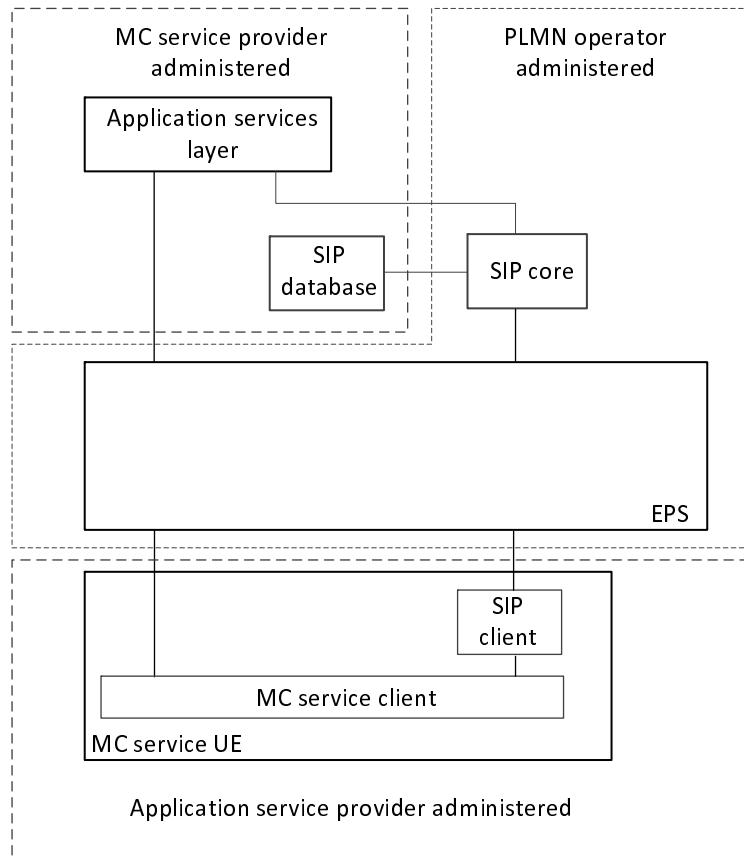 MC service provider
administered
PLMN operator
administered
Application services
layer
SIP
database
SIP core
EPS
SIP
client
MC service client
MC service UE
Application service provider administered